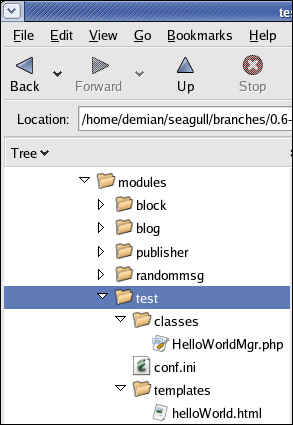 te
File Edit View Go Bookmarks Help
Back Forward Up Stop
Location: /home/demian/seagull/branches/0.6-
Tree
modules
block
blog
publisher
randommsg
test
classes
HelloWorldMgr.php
conf.ini
templates
helloWorld.html